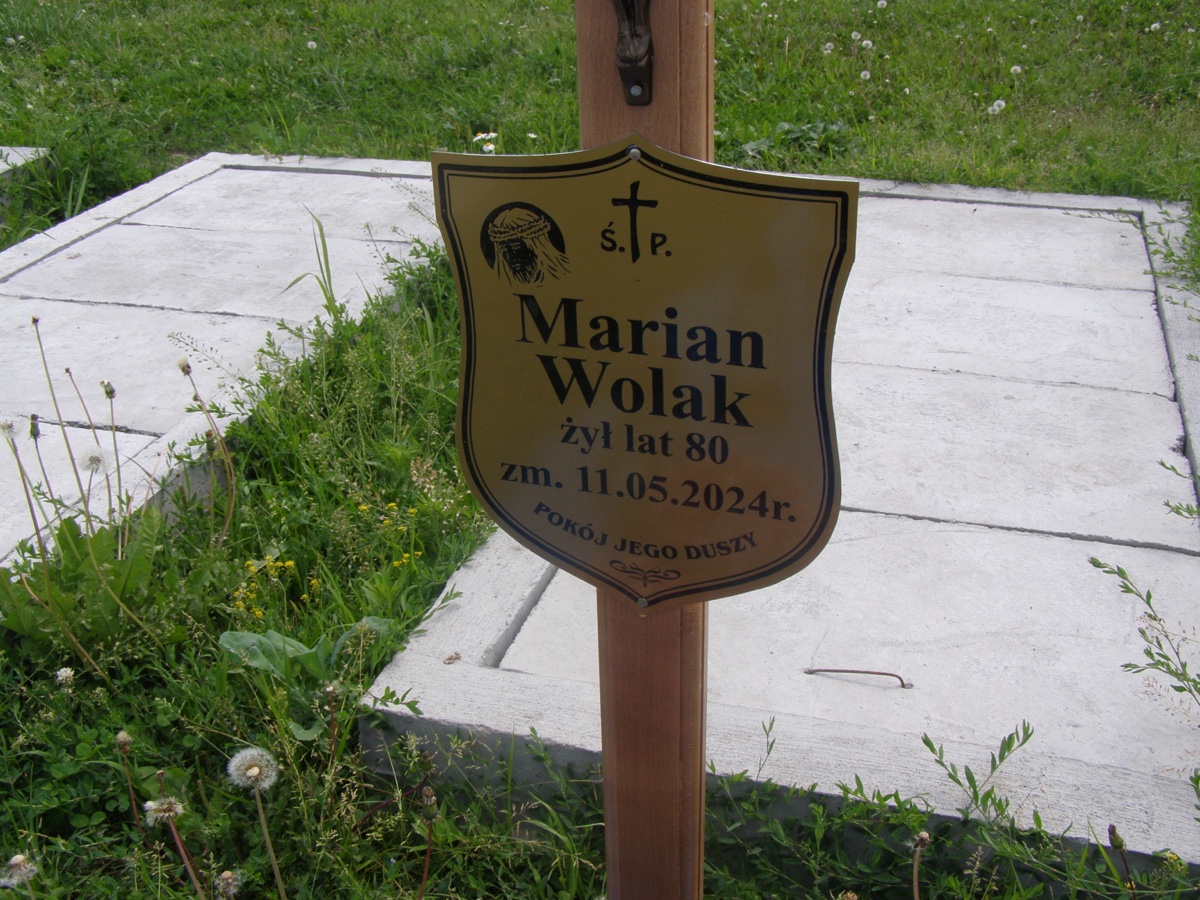 Ś. P.
Marian
Wolak
żył lat 80
zm. 11.05.2024r.
POKÓJ JEGO DUSZY